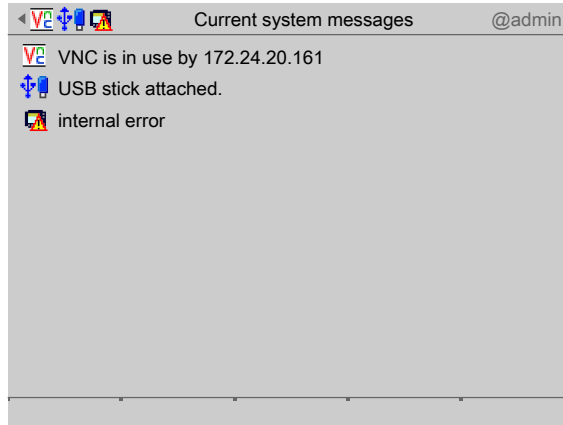 Current system messages @admin
VNC is in use by 172.24.20.161
USB stick attached.
internal error